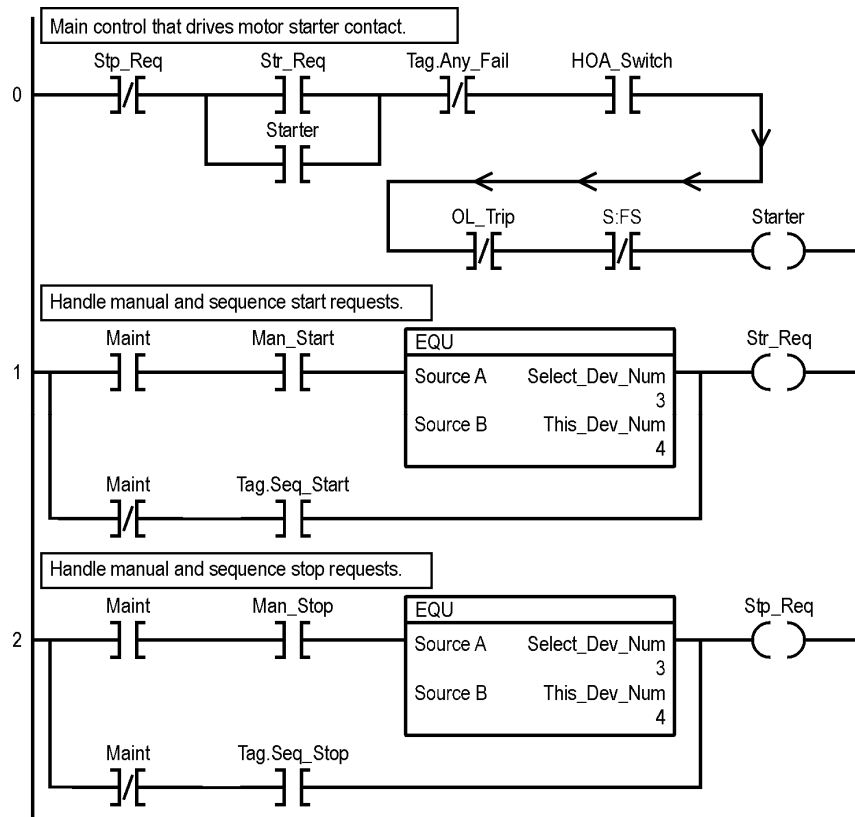 Main control that drives motor starter contact.
Stp_Req Str_Req Tag.Any_Fail HOA_Switch
0
Starter
OL_Trip S:FS Starter
Handle manual and sequence start requests.
Maint Man_Start EQU Str_Req
1
Source A Select_Dev_Num
3
Source B This_Dev_Num
4
Maint Tag.Seq_Start
Handle manual and sequence stop requests.
Maint Man_Stop EQU Stp_Req
2
Source A Select_Dev_Num
3
Source B This_Dev_Num
4
Maint Tag.Seq_Stop